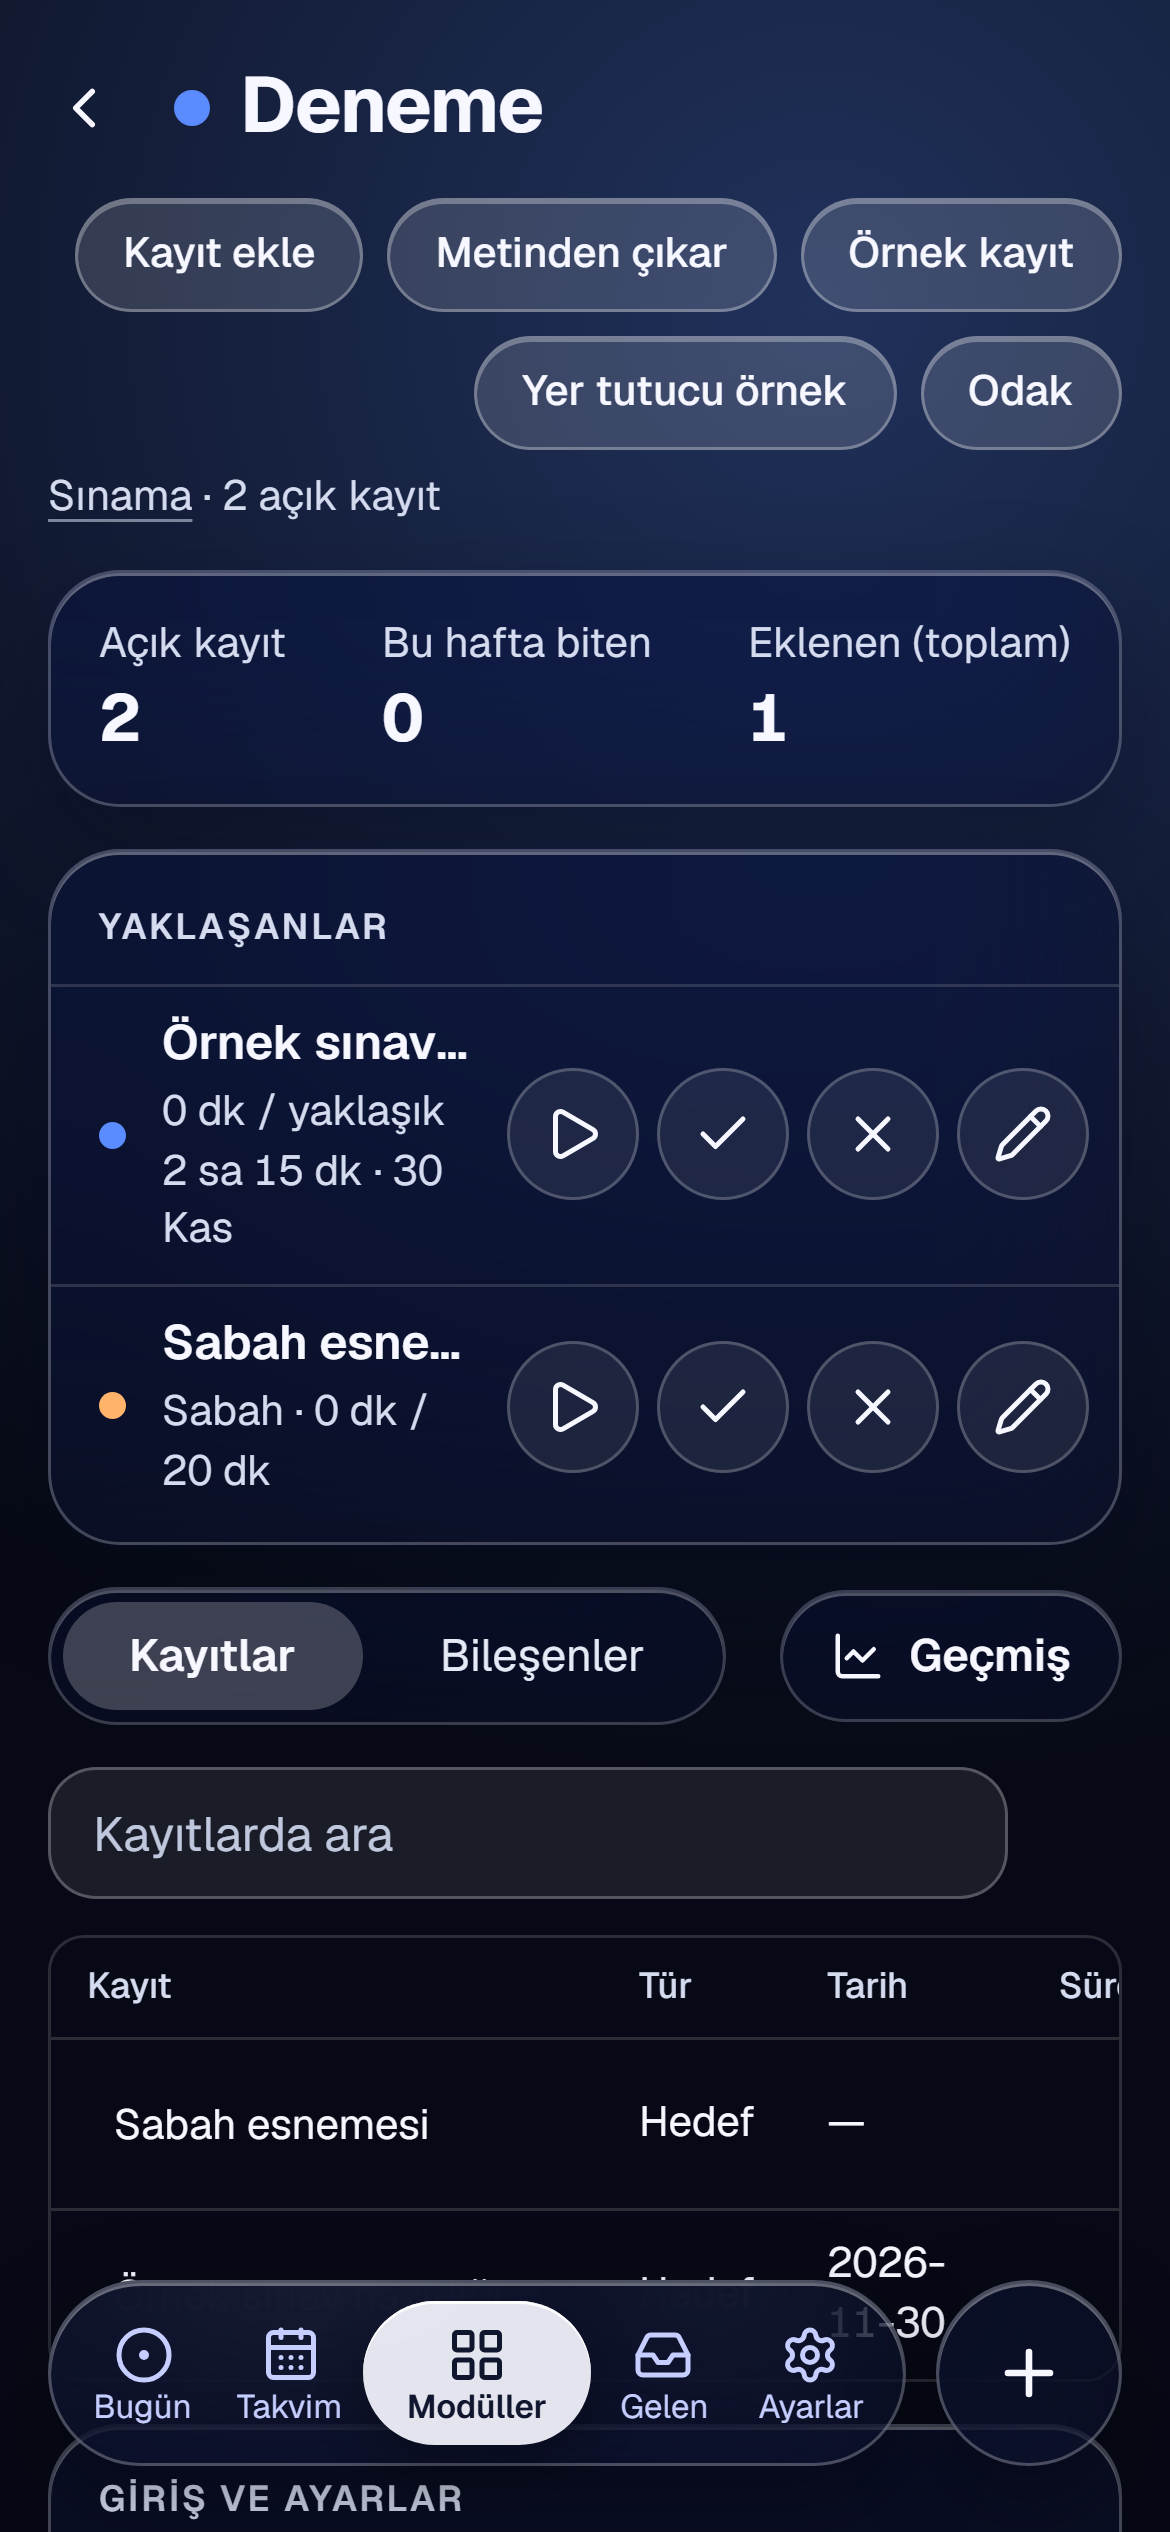 Deneme
Kayıt ekle
Metinden çıkar
Örnek kayıt
Yer tutucu örnek
Odak
Sınama · 2 açık kayıt
Açık kayıt
Bu hafta biten
Eklenen (toplam)
2
0
1
YAKLAŞANLAR
Örnek sınav...
0 dk / yaklaşık
2 sa 15 dk · 30
Kas
Sabah esne...
Sabah · 0 dk /
20 dk
Kayıtlar
Bileşenler
Geçmiş
Kayıtlarda ara
Kayıt
Tür
Tarih
Sabah esnemesi
Hedef
—
Hedef
2026-
11-30
Bugün
Takvim
Modüller
Gelen
Ayarlar
GİRİŞ VE AYARLAR